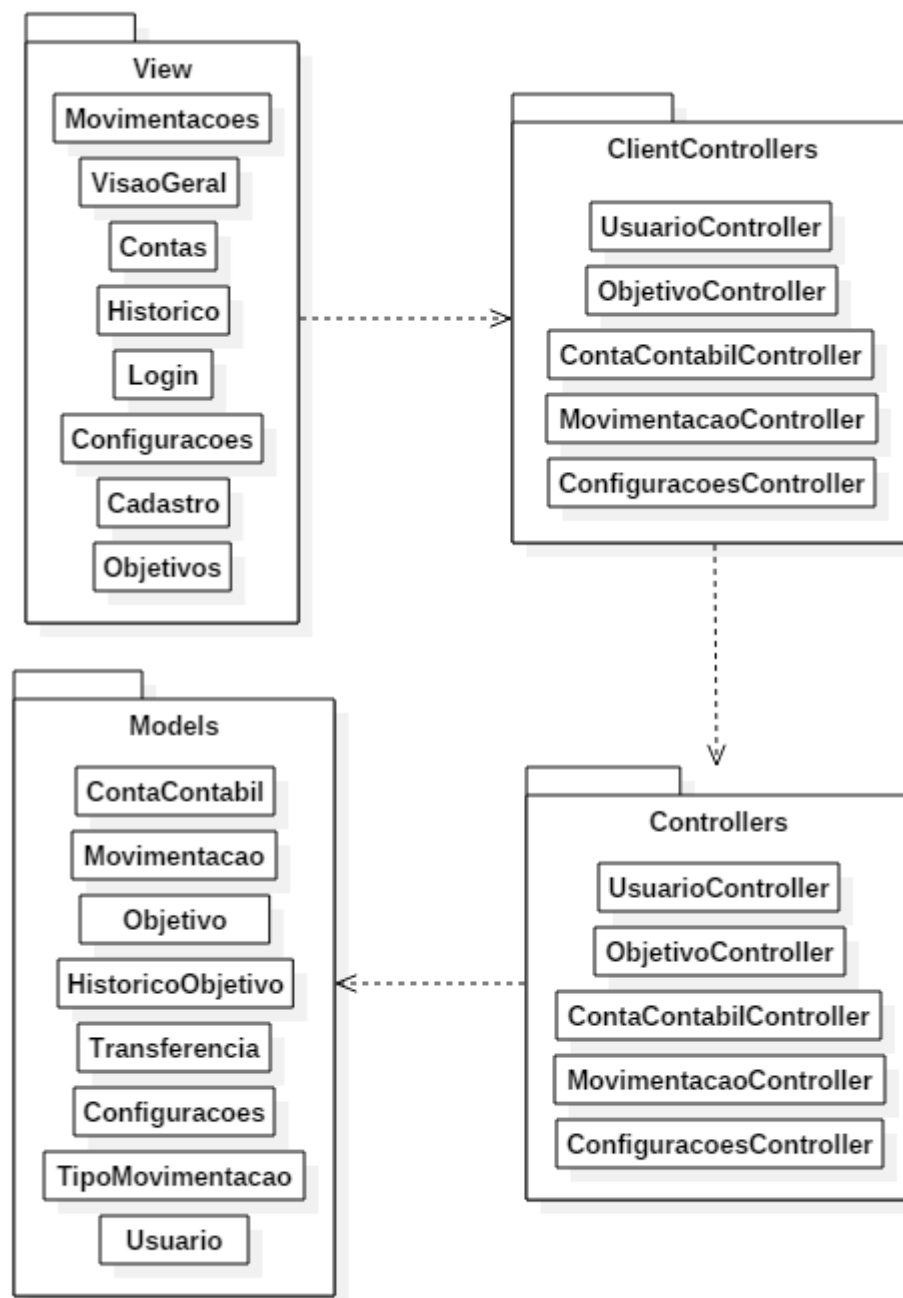 View
Movimentacoes
VisaoGeral
Contas
Historico
Login
Configuracoes
Cadastro
Objetivos
ClientControllers
UsuarioController
ObjetivoController
ContaContabilController
MovimentacaoController
ConfiguracoesController
Models
ContaContabil
Movimentacao
Objetivo
HistoricoObjetivo
Transferencia
Configuracoes
TipoMovimentacao
Usuario
Controllers
UsuarioController
ObjetivoController
ContaContabilController
MovimentacaoController
ConfiguracoesController